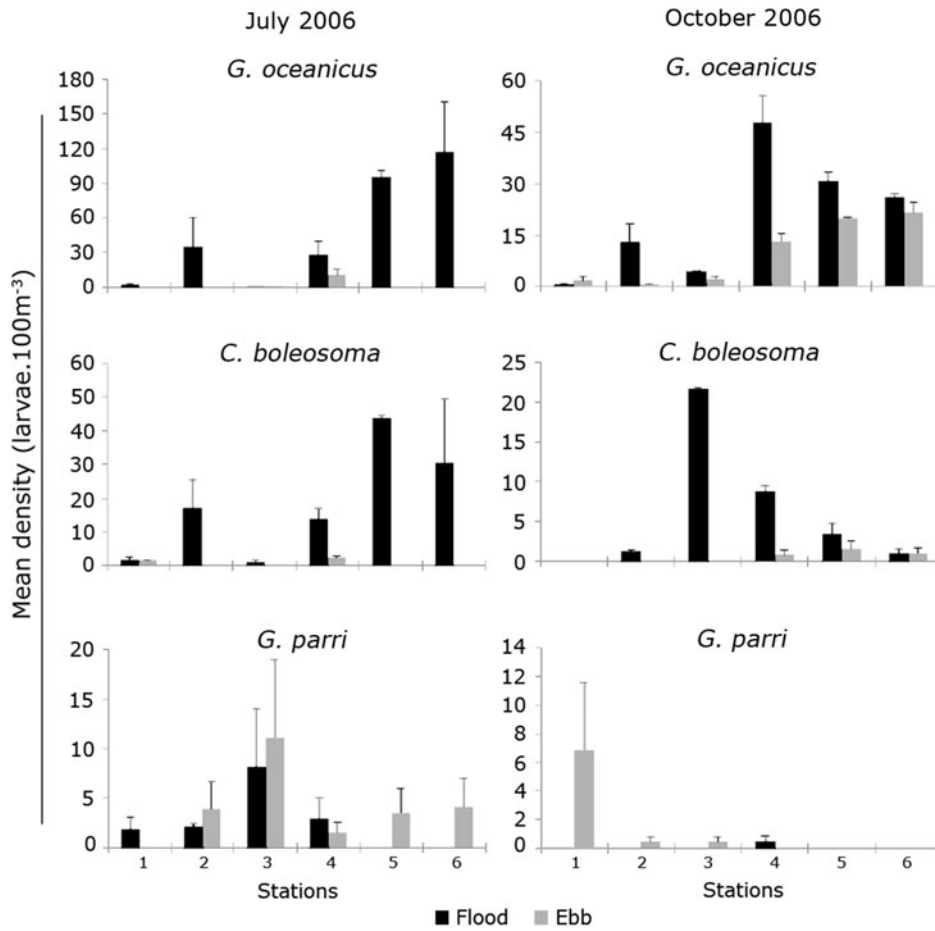 July 2006
October 2006
G. oceanicus
G. oceanicus
180
150
120
90
60
30
0
60
45
30
15
0
C. boleosoma
C. boleosoma
60
50
40
30
20
10
0
25
20
15
10
5
0
G. parri
G. parri
20
15
10
5
0
14
12
10
8
6
4
2
0
Mean density (larvae.100m⁻³)
1 2 3 4 5 6
1 2 3 4 5 6
Stations
Stations
Flood Ebb